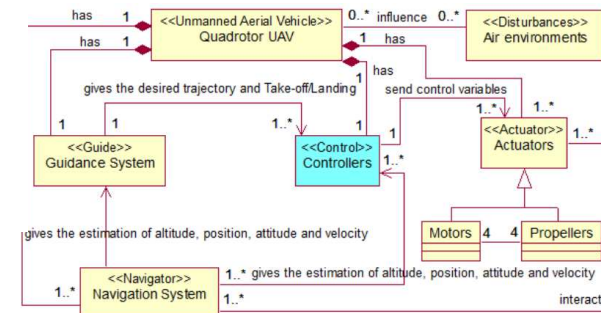 has 1
<<Unmanned Aerial Vehicle>>
Quadrotor UAV
0..* influence 0..*
<<Disturbances>>
Air environments
has 1
1 has
1
has
gives the desired trajectory and Take-off/Landing
send control variables
1 1 1..* 1 1 1..* 1..* 1..*
<<Guide>>
Guidance System
<<Control>>
Controllers
1..*
<<Actuator>>
Actuators
Motors 4 4 Propellers
gives the estimation of altitude, position, attitude and velocity
1..* gives the estimation of altitude, position, attitude and velocity
<<Navigator>>
Navigation System
1..* 1..*
interact